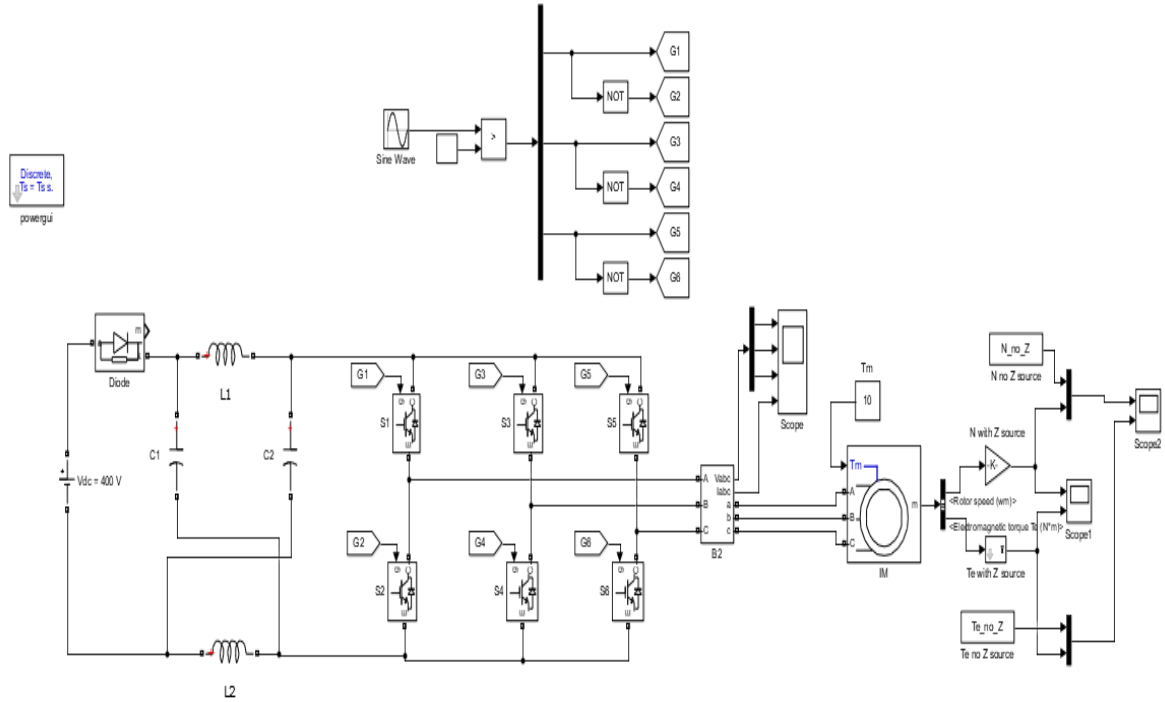 G1
NOT
G2
Sine Wave
>
G3
NOT
G4
G5
NOT
G6
Discrete,
Ts = Ts s.
powergui
m
Diode
L1
C1
C2
Vdc = 400 V
L2
G1
G3
G5
g
C
S1
E
g
C
S3
E
g
C
S5
E
G2
G4
G6
g
C
S2
E
g
C
S4
E
g
C
S6
E
Scope
A
B
C
Vabc
Iabc
a
b
c
B2
Tm
10
Tm
A
B
C
m
IM
N_no_Z
N no Z source
N with Z source
-K-
<Rotor speed (wm)>
<Electromagnetic torque Te (N*m)>
Te with Z source
Scope1
Scope2
Te_no_Z
Te no Z source